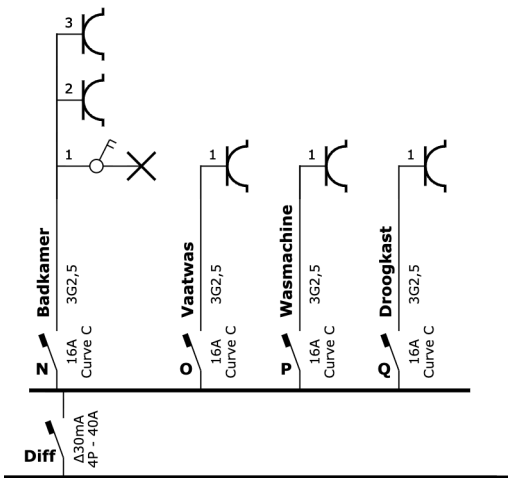 3
2
1
Badkamer
3G2,5
N
16A
Curve C
1
Vaatwas
3G2,5
O
16A
Curve C
1
Wasmachine
3G2,5
P
16A
Curve C
1
Droogkast
3G2,5
Q
16A
Curve C
Diff
Δ30mA
4P - 40A